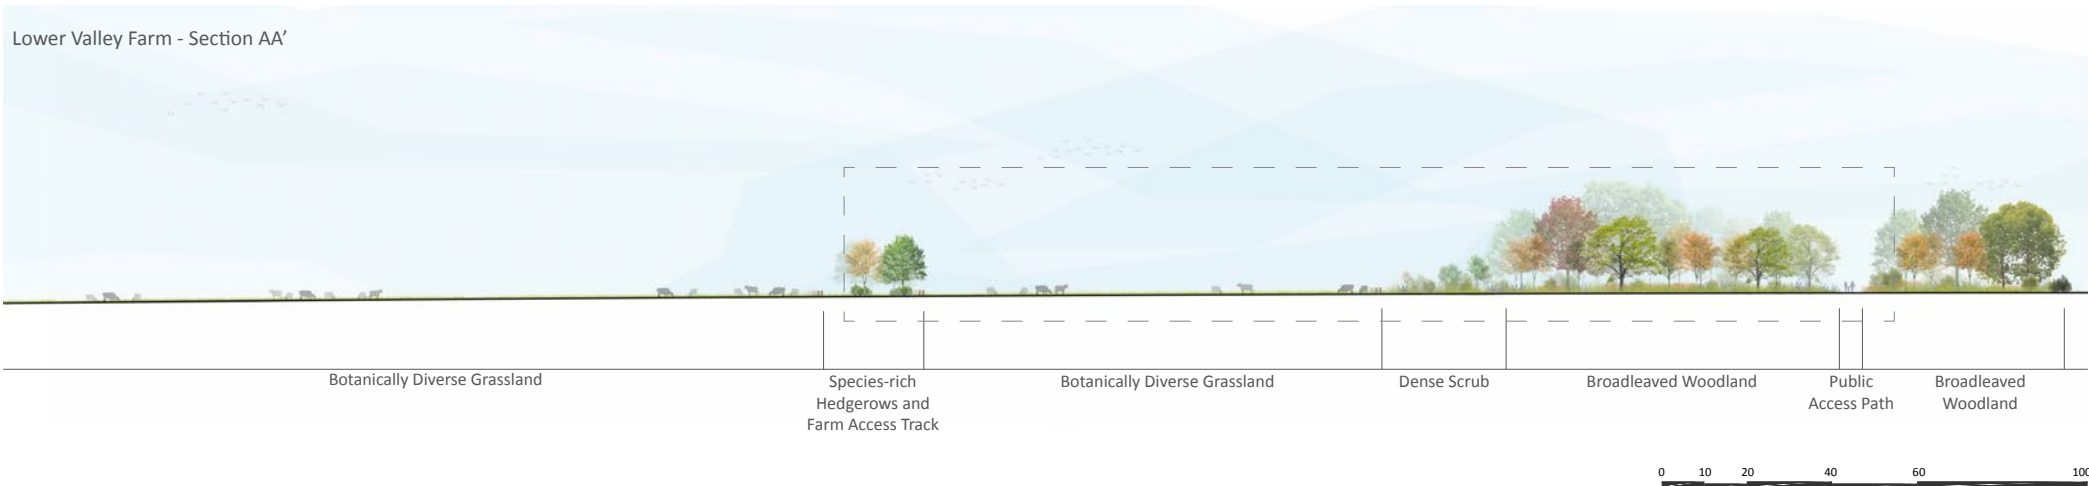 Lower Valley Farm - Section AA’
Botanically Diverse Grassland
Species-rich
Hedgerows and
Farm Access Track
Botanically Diverse Grassland
Dense Scrub
Broadleaved Woodland
Public
Access Path
Broadleaved
Woodland
0 10 20 40 60 100